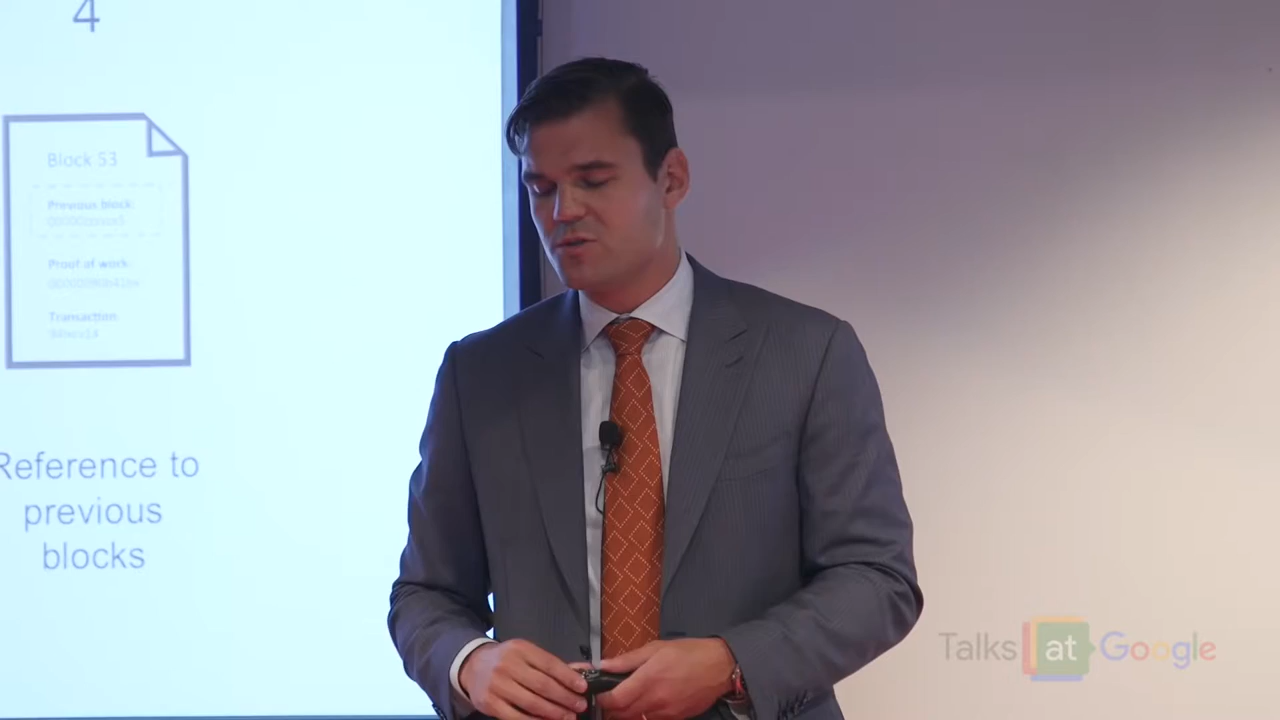 4
Block 53
Previous block:
Proof of work:
Transaction:
Reference to
previous
blocks
Talks at Google